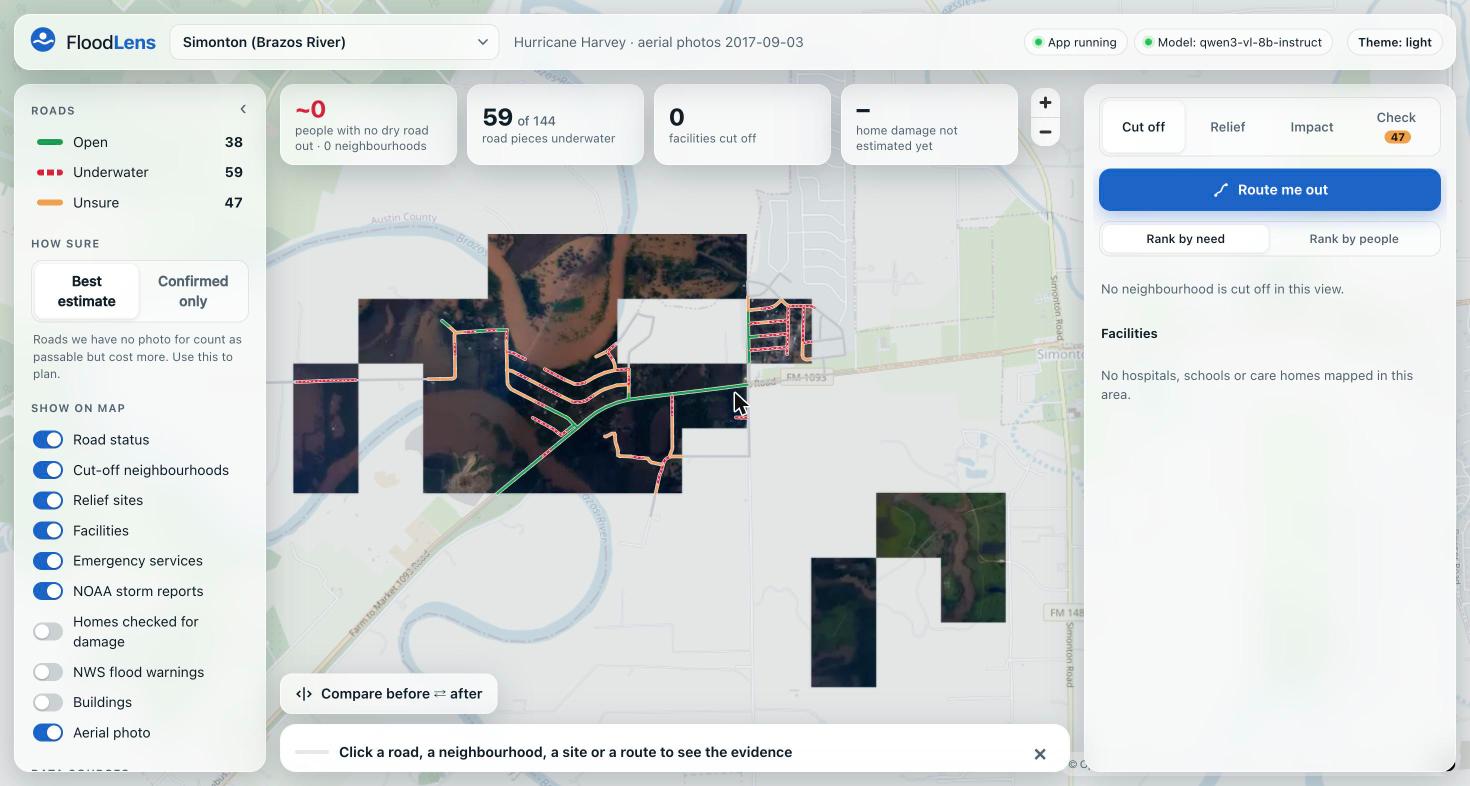 FloodLens
Simonton (Brazos River)
Hurricane Harvey · aerial photos 2017-09-03
App running
Model: qwen3-vl-8b-instruct
Theme: light
ROADS
Open 38
Underwater 59
Unsure 47
HOW SURE
Best estimate
Confirmed only
Roads we have no photo for count as
passable but cost more. Use this to
plan.
SHOW ON MAP
Road status
Cut-off neighbourhoods
Relief sites
Facilities
Emergency services
NOAA storm reports
Homes checked for
damage
NWS flood warnings
Buildings
Aerial photo
~0
people with no dry road
out · 0 neighbourhoods
59 of 144
road pieces underwater
0
facilities cut off
–
home damage not
estimated yet
+
−
Austin County
Brazos
Simonton Road
Simonto
Road
FM 1093
Brazos River
Farm to Market 1093 Road
FM 148
Simonton Road
Compare before ⇄ after
Click a road, a neighbourhood, a site or a route to see the evidence
Cut off
Relief
Impact
Check
47
Route me out
Rank by need
Rank by people
No neighbourhood is cut off in this view.
Facilities
No hospitals, schools or care homes mapped in this
area.